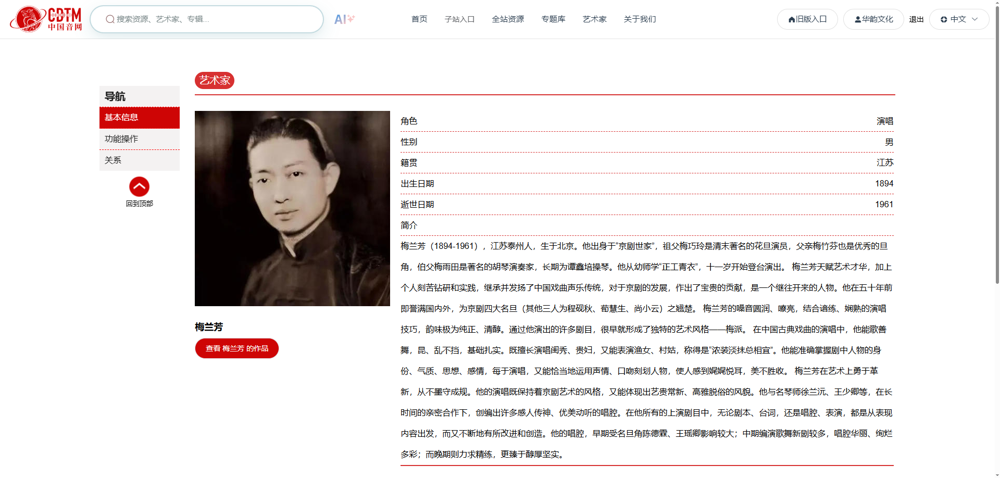 CDTM
中国音网
搜索资源、艺术家、专辑...
AI
首页
子站入口
全站资源
专题库
艺术家
关于我们
旧版入口
华韵文化
退出
中文
艺术家
导航
基本信息
功能操作
关系
回到顶部
角色 演唱
性别 男
籍贯 江苏
出生日期 1894
逝世日期 1961
简介
梅兰芳（1894-1961），江苏泰州人，生于北京。他出身于“京剧世家”，祖父梅巧玲是清末著名的花旦演员，父亲梅竹芬也是优秀的旦
角，伯父梅雨田是著名的胡琴演奏家，长期为谭鑫培操琴。他从幼师学“正工青衣”，十一岁开始登台演出。 梅兰芳天赋艺术才华，加上
个人刻苦钻研和实践，继承并发扬了中国戏曲声乐传统，对于京剧的发展，作出了宝贵的贡献，是一个继往开来的人物。他在五十年前
即誉满国内外，为京剧四大名旦（其他三人为程砚秋、荀慧生、尚小云）之翘楚。 梅兰芳的嗓音圆润、嘹亮，结合谙练、娴熟的演唱
技巧，韵味极为纯正、清醇。通过他演出的许多剧目，很早就形成了独特的艺术风格——梅派。 在中国古典戏曲的演唱中，他能歌善
舞，昆、乱不挡，基础扎实。既擅长演唱闺秀、贵妇，又能表演渔女、村姑，称得是“浓装淡抹总相宜”。他能准确掌握剧中人物的身
份、气质、思想、感情，每于演唱，又能恰当地运用声情、口吻刻划人物，使人感到娓娓悦耳，美不胜收。 梅兰芳在艺术上勇于革
新，从不墨守成规。他的演唱既保持着京剧艺术的风格，又能体现出艺贵常新、高雅脱俗的风貌。他与名琴师徐兰沅、王少卿等，在长
时间的亲密合作下，创编出许多感人传神、优美动听的唱腔。在他所有的上演剧目中，无论剧本、台词，还是唱腔、表演，都是从表现
内容出发，而又不断地有所改进和创造。他的唱腔，早期受名旦角陈德霖、王瑶卿影响较大；中期编演歌舞新剧较多，唱腔华丽、绚烂
多彩；而晚期则力求精练，更臻于醇厚坚实。
梅兰芳
查看 梅兰芳 的作品